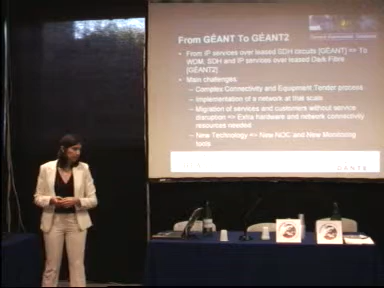 From GÉANT To GÉANT2
From IP services over leased SDH circuits [GÉANT] => To
WDM, SDH and IP services over leased Dark Fibre
[GÉANT2]
Main challenges:
– Complex Connectivity and Equipment Tender process
– Implementation of a network at that scale
– Migration of services and customers without service
disruption => Extra hardware and network connectivity
resources needed
– New Technology => New NOC and New Monitoring
tools